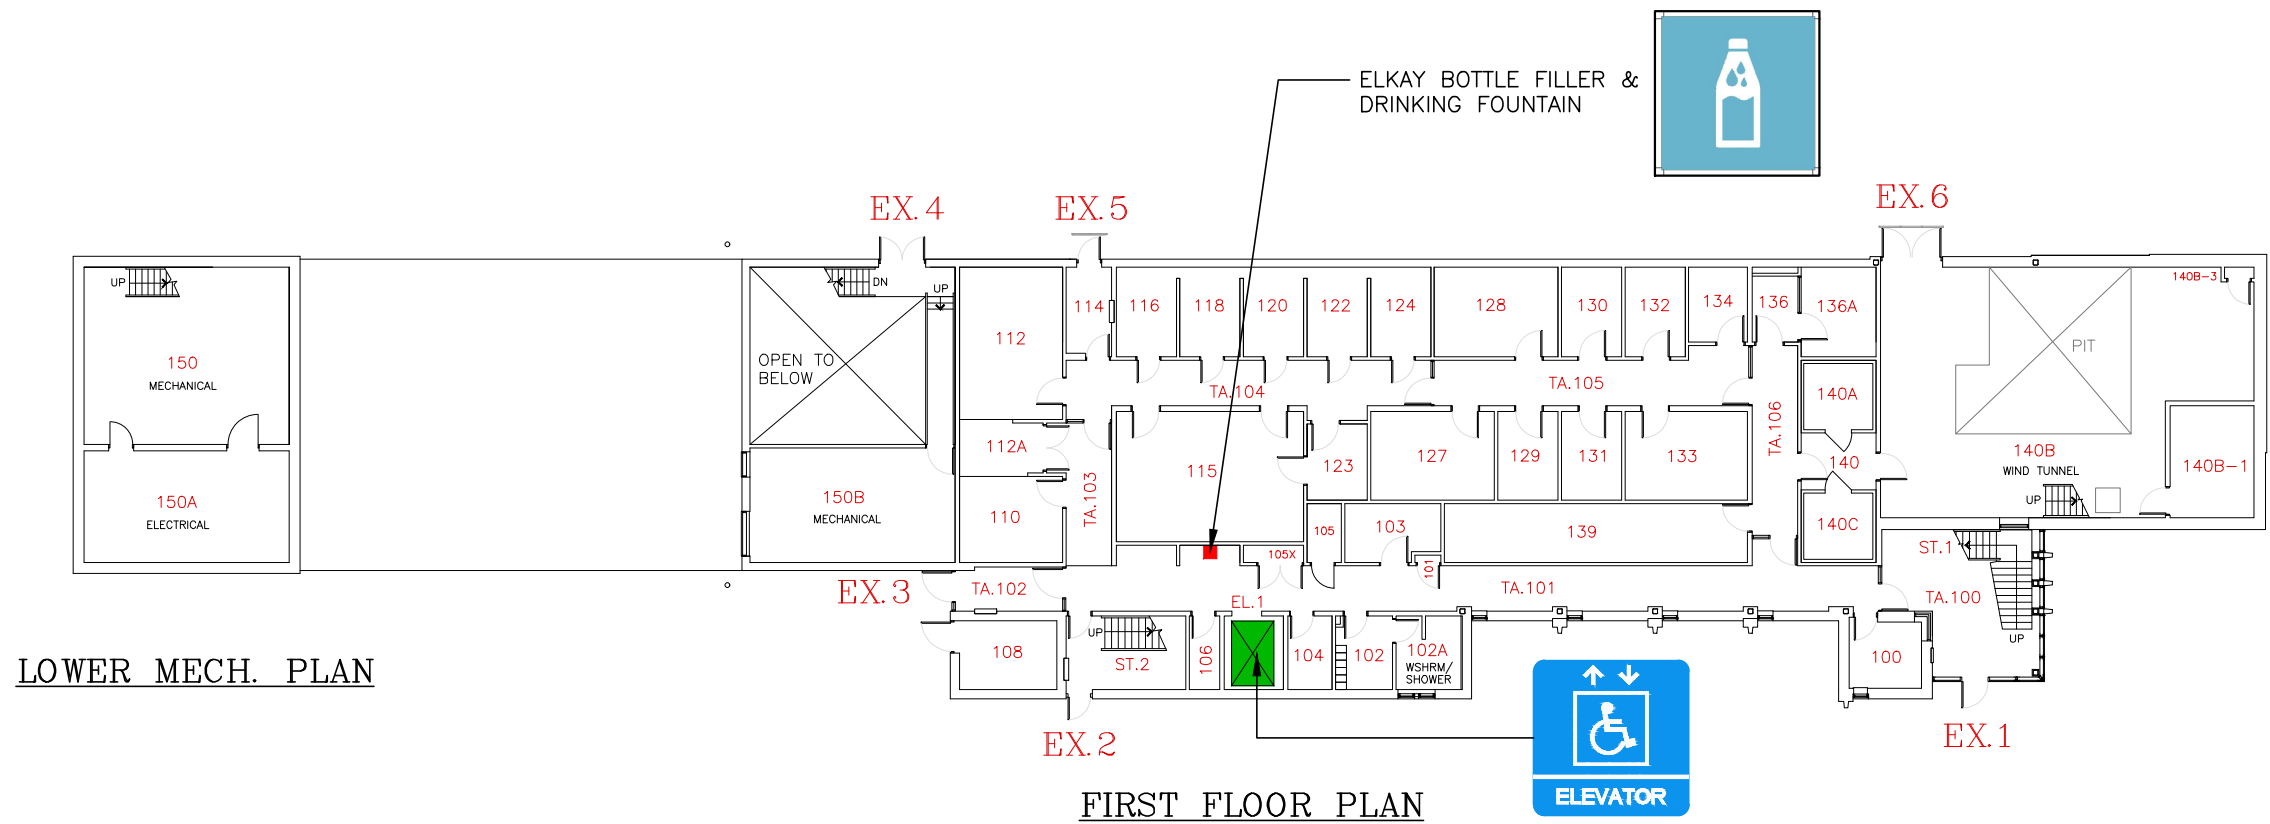 ELKAY BOTTLE FILLER &
DRINKING FOUNTAIN
EX.4
EX.5
EX.6
UP
DN
UP
150
MECHANICAL
150A
ELECTRICAL
OPEN TO
BELOW
150B
MECHANICAL
112
112A
110
114
116
118
120
122
124
128
130
132
134
136
136A
140B-3
PIT
TA.104
TA.105
TA.106
TA.103
115
123
127
129
131
133
140A
140
140C
140B
WIND TUNNEL
UP
140B-1
105
103
139
105X
101
EX.3
TA.102
EL.1
TA.101
ST.1
TA.100
UP
108
UP
ST.2
106
104
102
102A
WSHRM/
SHOWER
100
EX.2
EX.1
LOWER MECH. PLAN
ELEVATOR
FIRST FLOOR PLAN